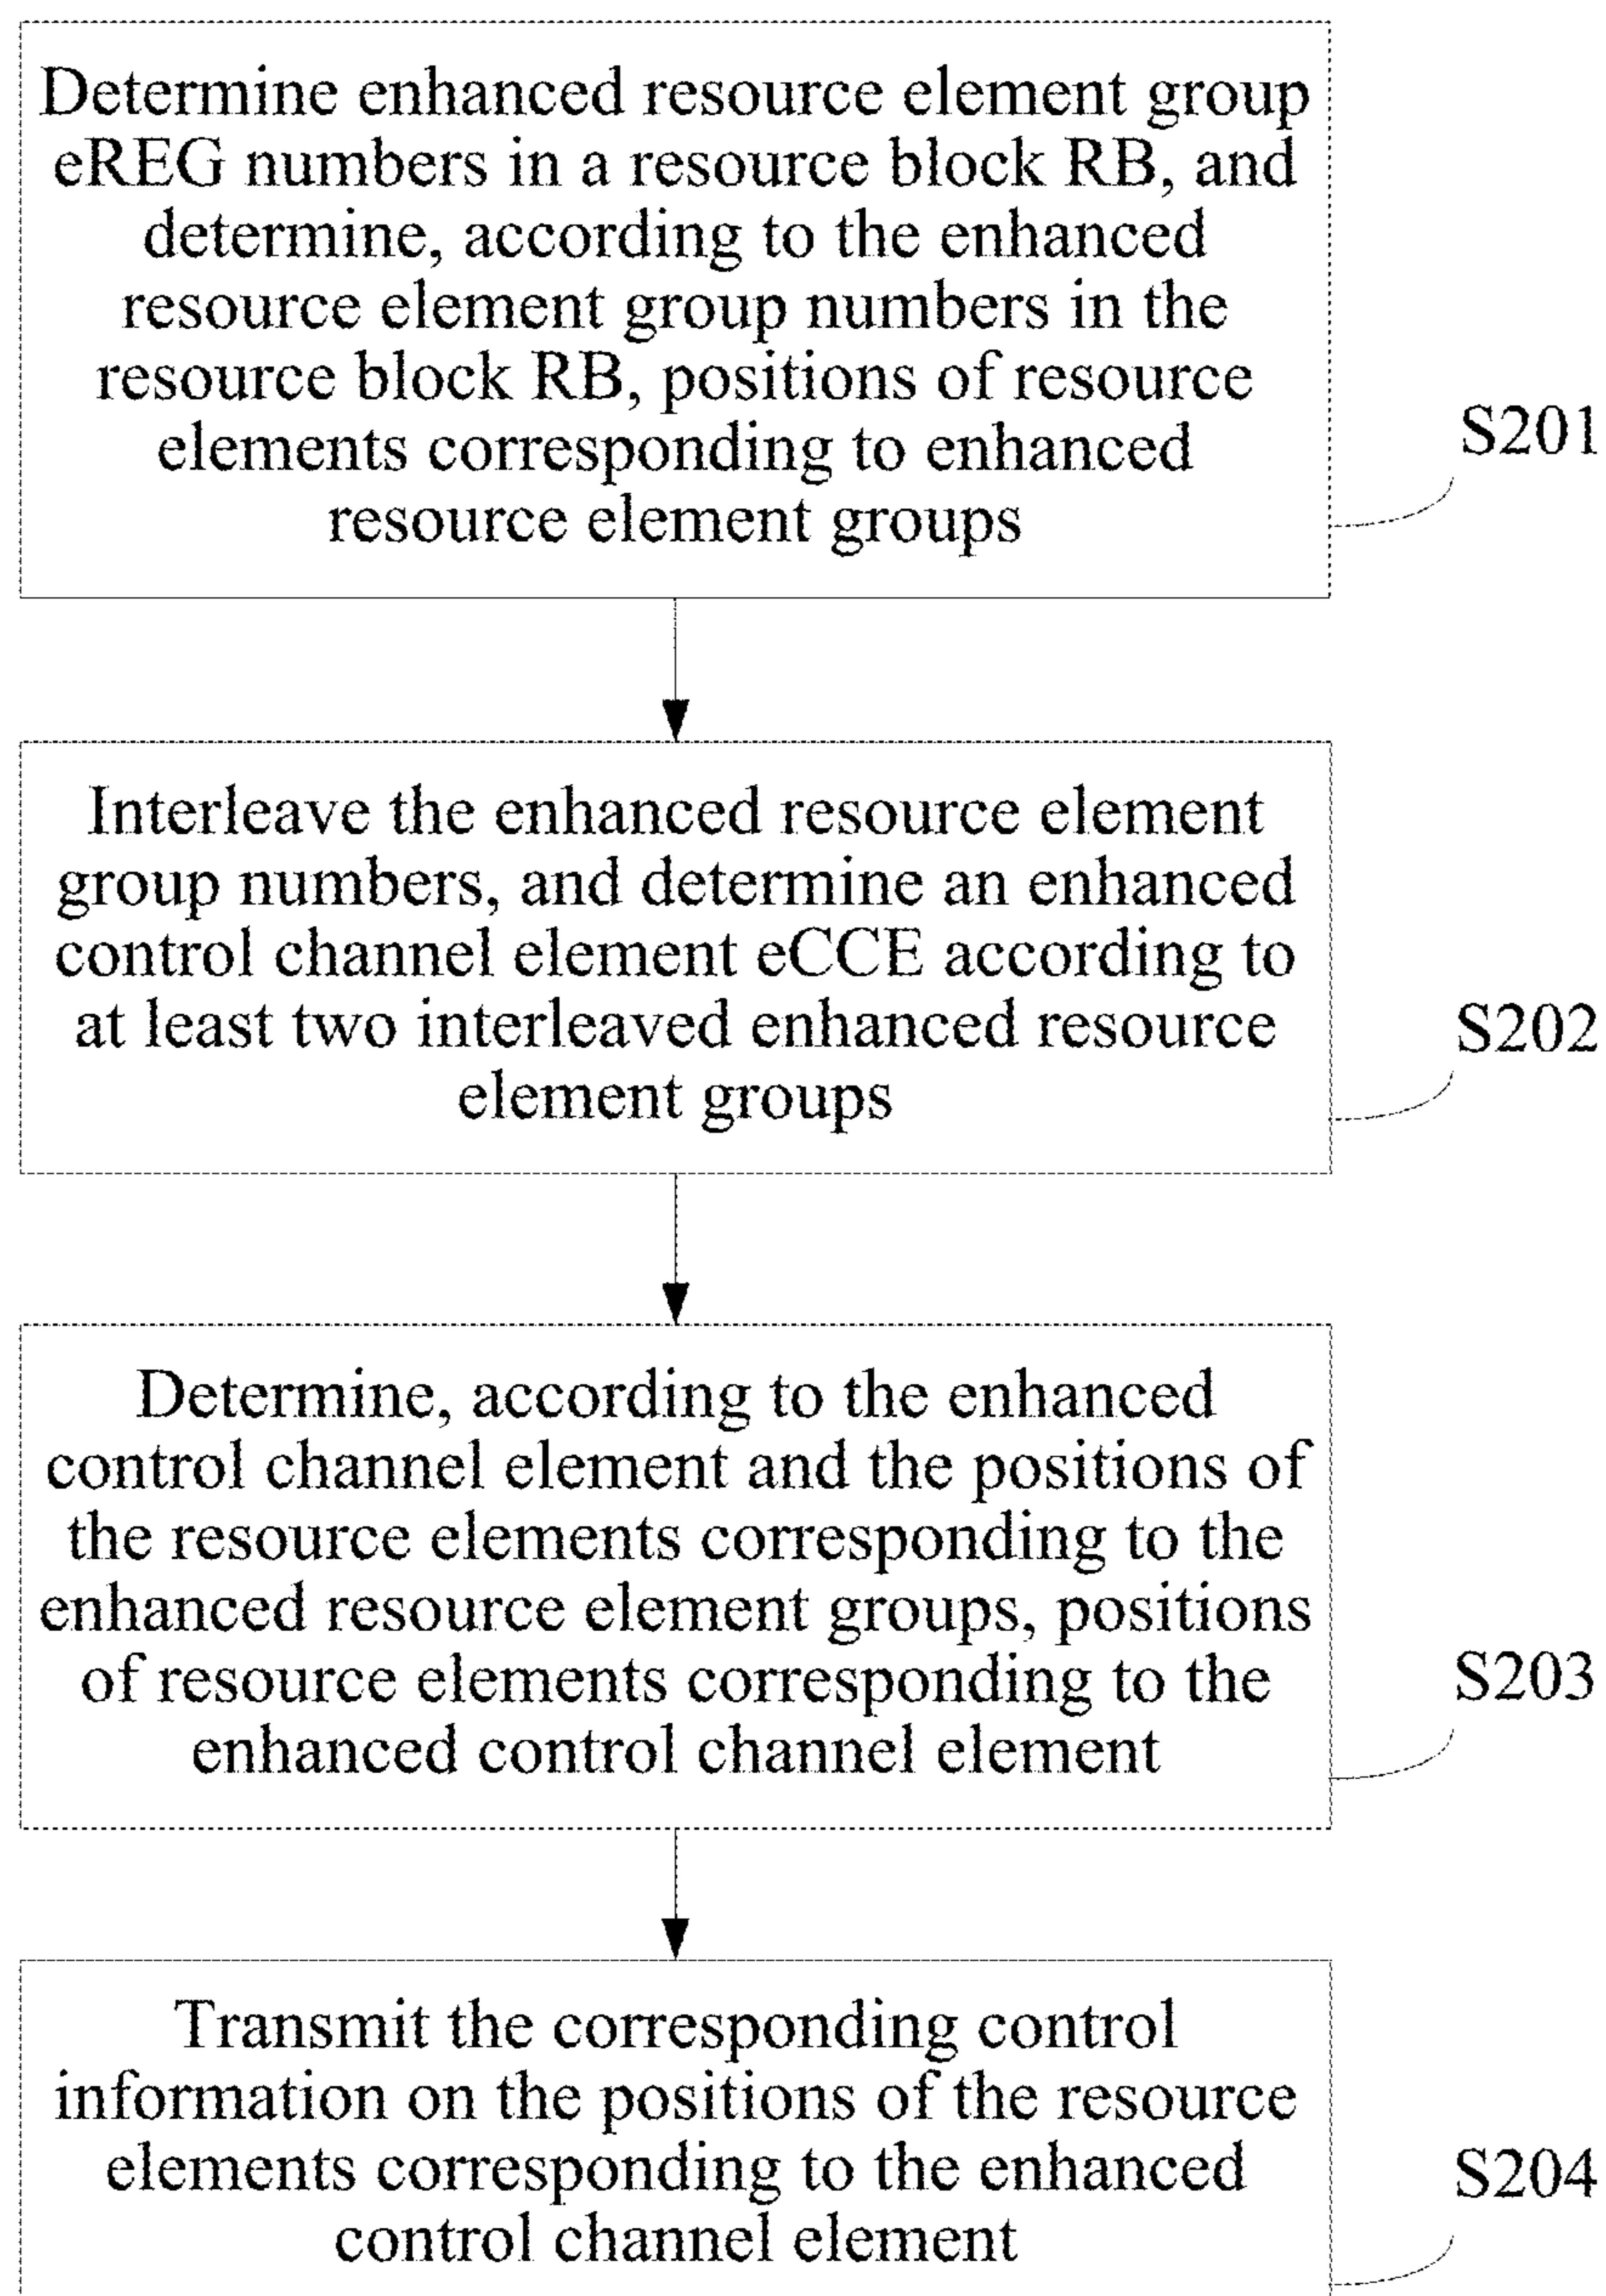 Determine enhanced resource element group
eREG numbers in a resource block RB, and
determine, according to the enhanced
resource element group numbers in the
resource block RB, positions of resource
elements corresponding to enhanced
resource element groups
S201
Interleave the enhanced resource element
group numbers, and determine an enhanced
control channel element eCCE according to
at least two interleaved enhanced resource
element groups
S202
Determine, according to the enhanced
control channel element and the positions of
the resource elements corresponding to the
enhanced resource element groups, positions
of resource elements corresponding to the
enhanced control channel element
S203
Transmit the corresponding control
information on the positions of the resource
elements corresponding to the enhanced
control channel element
S204